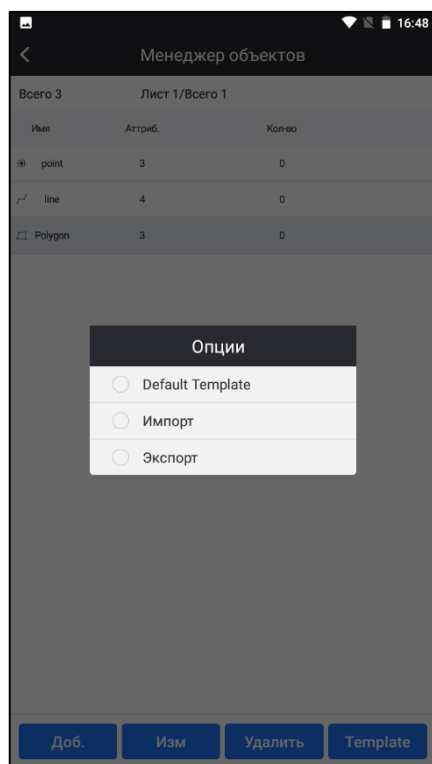 16:48
Менеджер объектов
Всего 3 Лист 1/Всего 1
Имя Аттриб. Кол-во
point 3 0
line 4 0
Polygon 3 0
Опции
Default Template
Импорт
Экспорт
Доб. Изм Удалить Template